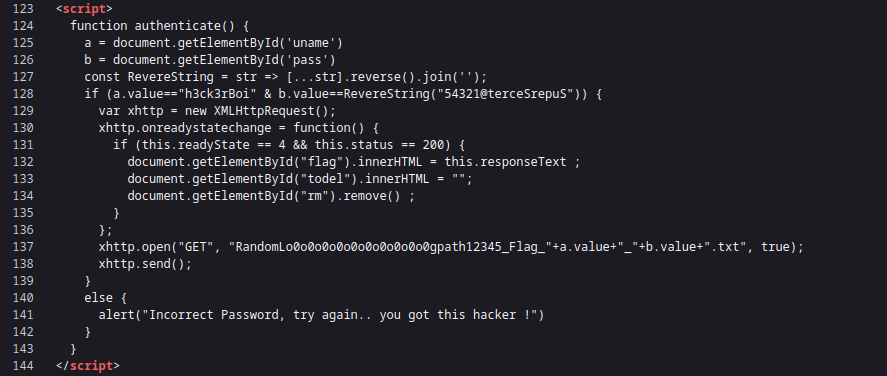 123 <script>
124 function authenticate() {
125 a = document.getElementById('uname')
126 b = document.getElementById('pass')
127 const RevereString = str => [...str].reverse().join('');
128 if (a.value=="h3ck3rBoi" & b.value==RevereString("54321@terceSrepuS")) {
129 var xhttp = new XMLHttpRequest();
130 xhttp.onreadystatechange = function() {
131 if (this.readyState == 4 && this.status == 200) {
132 document.getElementById("flag").innerHTML = this.responseText ;
133 document.getElementById("todel").innerHTML = "";
134 document.getElementById("rm").remove() ;
135 }
136 };
137 xhttp.open("GET", "RandomLo0o0o0o0o0o0o0o0o0o0gpath12345_Flag_"+a.value+"_"+b.value+".txt", true);
138 xhttp.send();
139 }
140 else {
141 alert("Incorrect Password, try again.. you got this hacker !")
142 }
143 }
144 </script>